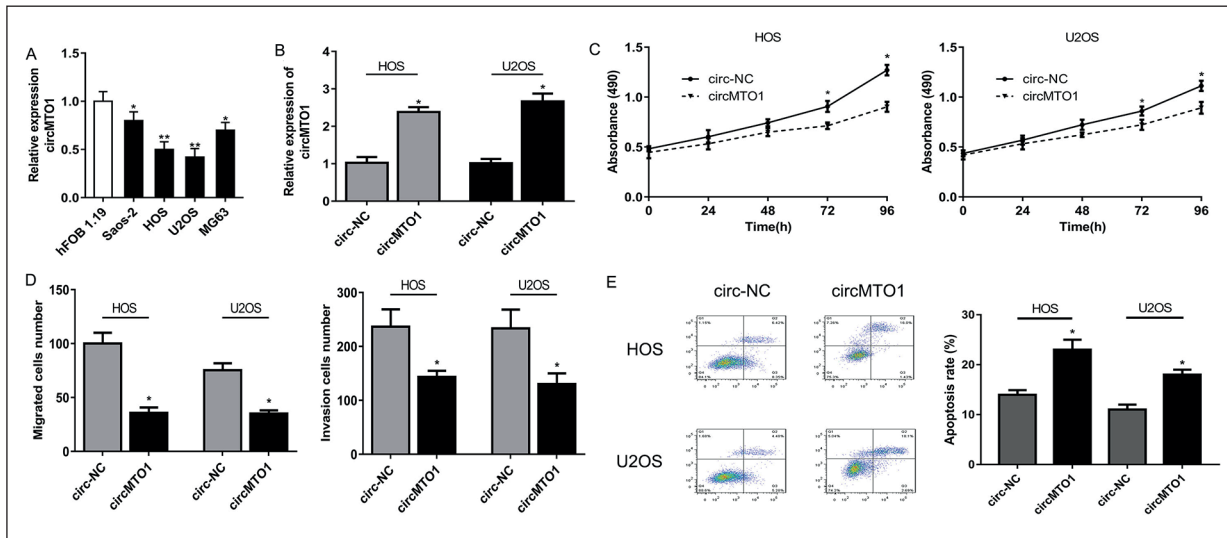 A
Relative expression of
circMTO1
1.5
1.0
0.5
0.0
*
**
**
*
hFOB 1.19
Saos-2
HOS
U2OS
MG63
B
Relative expression of
circMTO1
4
3
2
1
0
HOS
U2OS
*
*
circ-NC
circMTO1
circ-NC
circMTO1
C
HOS
Absorbance (490)
1.5
1.0
0.5
0.0
circ-NC
circMTO1
*
*
0
24
48
72
96
Time(h)
U2OS
Absorbance (490)
1.5
1.0
0.5
0.0
circ-NC
circMTO1
*
*
0
24
48
72
96
Time(h)
D
Migrated cells number
150
100
50
0
HOS
U2OS
*
*
circ-NC
circMTO1
circ-NC
circMTO1
Invasion cells number
300
200
100
0
HOS
U2OS
*
*
circ-NC
circMTO1
circ-NC
circMTO1
E
circ-NC
circMTO1
HOS
U2OS
Apoptosis rate (%)
30
20
10
0
HOS
U2OS
*
*
circ-NC
circMTO1
circ-NC
circMTO1